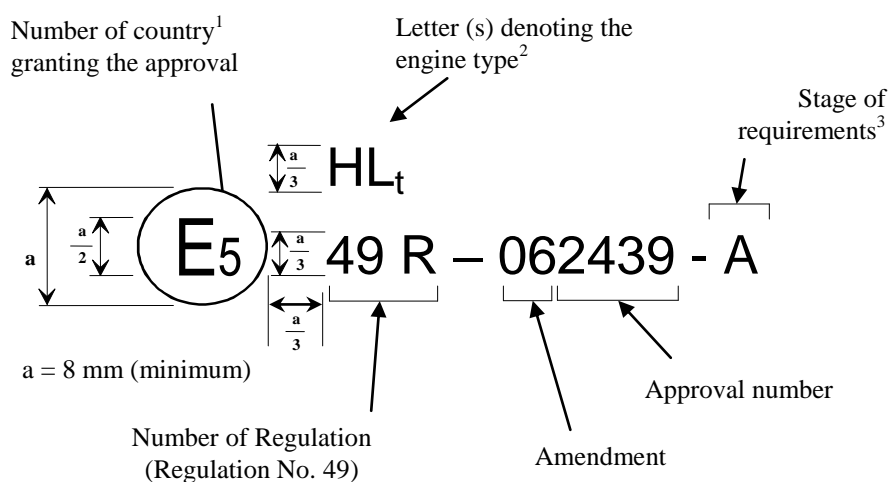 Number of country¹
granting the approval
Letter (s) denoting the
engine type²
Stage of
requirements³
a
3
HLt
a
a
2
E5
a
3
49 R – 062439 - A
a
3
a = 8 mm (minimum)
Approval number
Number of Regulation
(Regulation No. 49)
Amendment